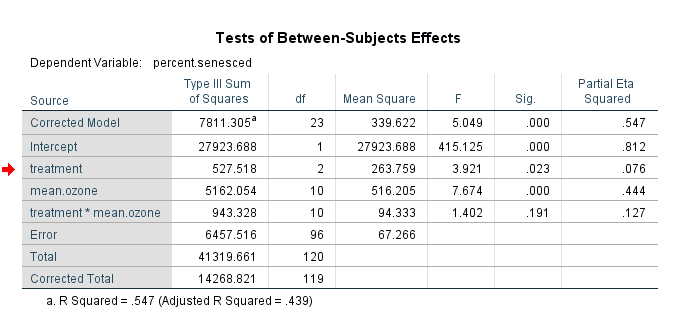 Tests of Between-Subjects Effects
Dependent Variable: percent.senesced
Source Type III Sum of Squares df Mean Square F Sig. Partial Eta Squared
Corrected Model 7811.305a 23 339.622 5.049 .000 .547
Intercept 27923.688 1 27923.688 415.125 .000 .812
treatment 527.518 2 263.759 3.921 .023 .076
mean.ozone 5162.054 10 516.205 7.674 .000 .444
treatment * mean.ozone 943.328 10 94.333 1.402 .191 .127
Error 6457.516 96 67.266
Total 41319.661 120
Corrected Total 14268.821 119
a. R Squared = .547 (Adjusted R Squared = .439)